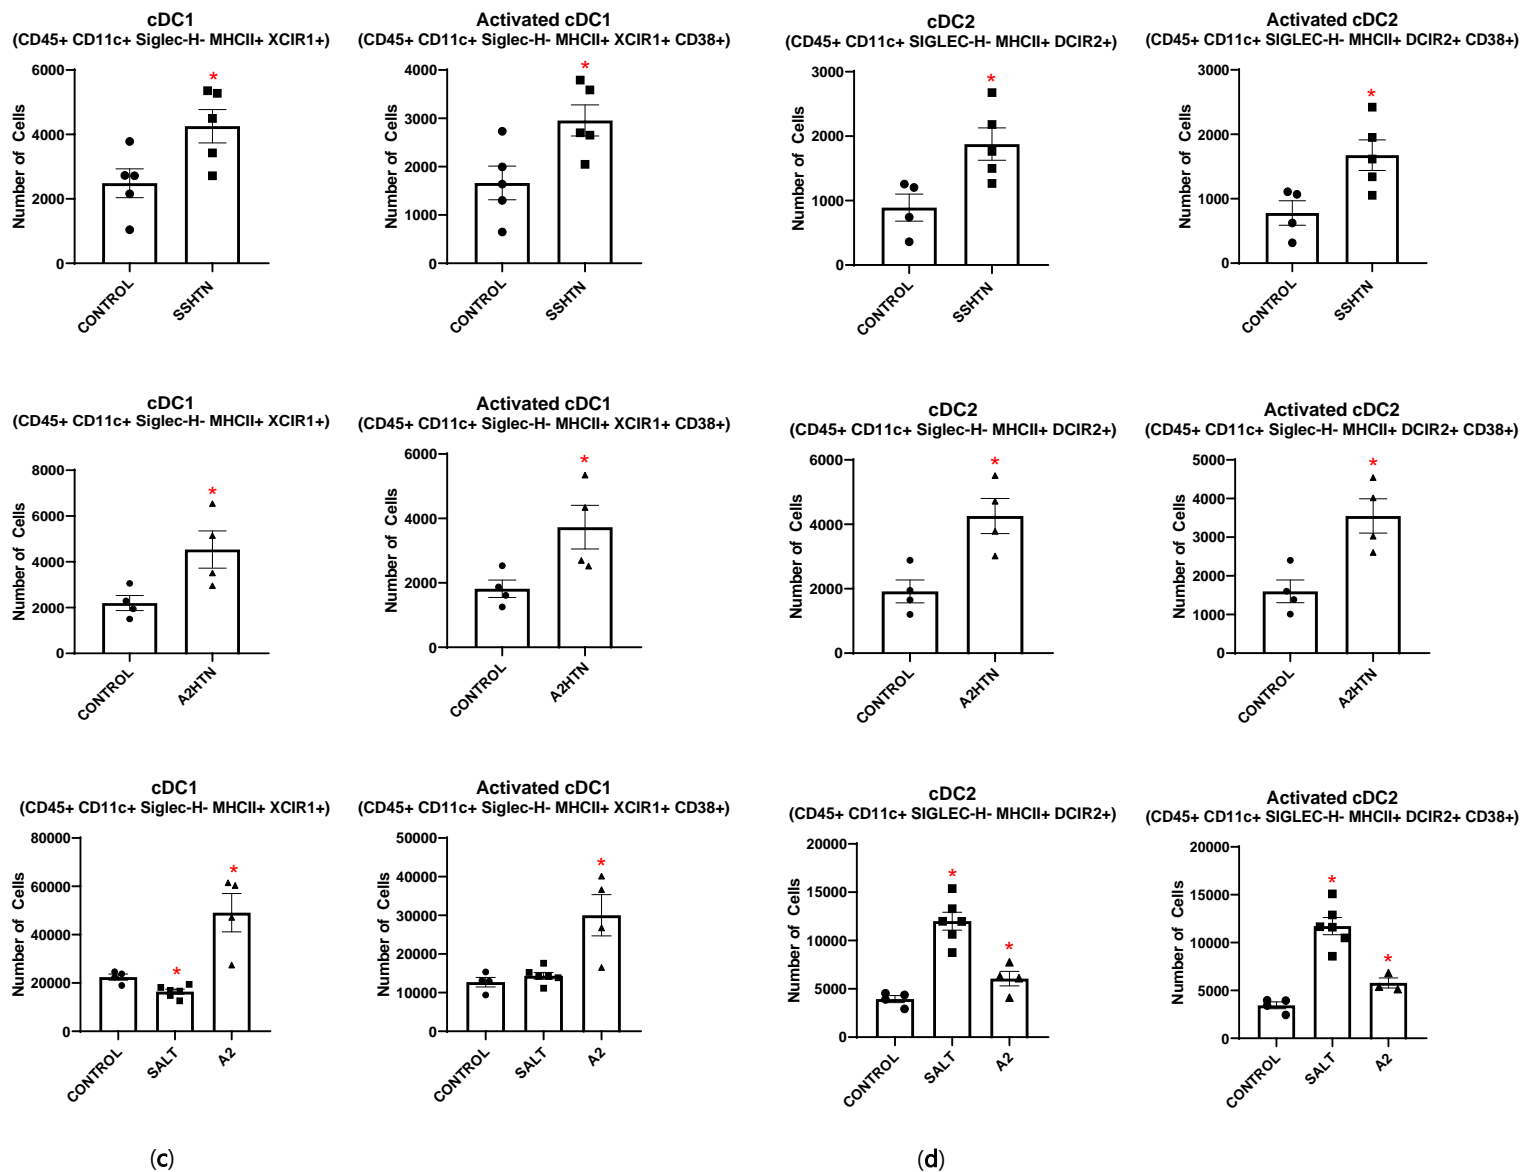 cDC1
(CD45+ CD11c+ Siglec-H- MHCII+ XCIR1+)
Number of Cells
6000
4000
2000
0
*
CONTROL
SSHTN
Activated cDC1
(CD45+ CD11c+ Siglec-H- MHCII+ XCIR1+ CD38+)
Number of Cells
4000
3000
2000
1000
0
*
CONTROL
SSHTN
cDC2
(CD45+ CD11c+ SIGLEC-H- MHCII+ DCIR2+)
Number of Cells
3000
2000
1000
0
*
CONTROL
SSHTN
Activated cDC2
(CD45+ CD11c+ SIGLEC-H- MHCII+ DCIR2+ CD38+)
Number of Cells
3000
2000
1000
0
*
CONTROL
SSHTN
cDC1
(CD45+ CD11c+ Siglec-H- MHCII+ XCIR1+)
Number of Cells
8000
6000
4000
2000
0
*
CONTROL
A2HTN
Activated cDC1
(CD45+ CD11c+ Siglec-H- MHCII+ XCIR1+ CD38+)
Number of Cells
6000
4000
2000
0
*
CONTROL
A2HTN
cDC2
(CD45+ CD11c+ Siglec-H- MHCII+ DCIR2+)
Number of Cells
6000
4000
2000
0
*
CONTROL
A2HTN
Activated cDC2
(CD45+ CD11c+ Siglec-H- MHCII+ DCIR2+ CD38+)
Number of Cells
5000
4000
3000
2000
1000
0
*
CONTROL
A2HTN
cDC1
(CD45+ CD11c+ Siglec-H- MHCII+ XCIR1+)
Number of Cells
80000
60000
40000
20000
0
*
*
CONTROL
SALT
A2
Activated cDC1
(CD45+ CD11c+ Siglec-H- MHCII+ XCIR1+ CD38+)
Number of Cells
50000
40000
30000
20000
10000
0
*
CONTROL
SALT
A2
cDC2
(CD45+ CD11c+ SIGLEC-H- MHCII+ DCIR2+)
Number of Cells
20000
15000
10000
5000
0
*
*
CONTROL
SALT
A2
Activated cDC2
(CD45+ CD11c+ SIGLEC-H- MHCII+ DCIR2+ CD38+)
Number of Cells
20000
15000
10000
5000
0
*
*
CONTROL
SALT
A2
(c)
(d)